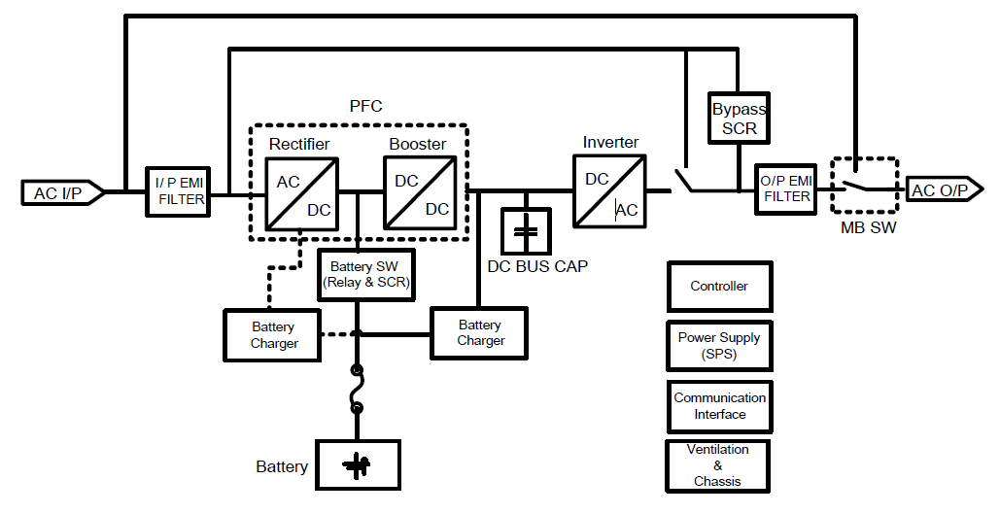 PFC
Bypass
SCR
Rectifier
Booster
Inverter
AC I/P
I/P EMI
FILTER
AC
DC
DC
DC
DC
AC
O/P EMI
FILTER
AC O/P
MB SW
DC BUS CAP
Battery SW
(Relay & SCR)
Battery
Charger
Battery
Charger
Battery
Controller
Power Supply
(SPS)
Communication
Interface
Ventilation
&
Chassis